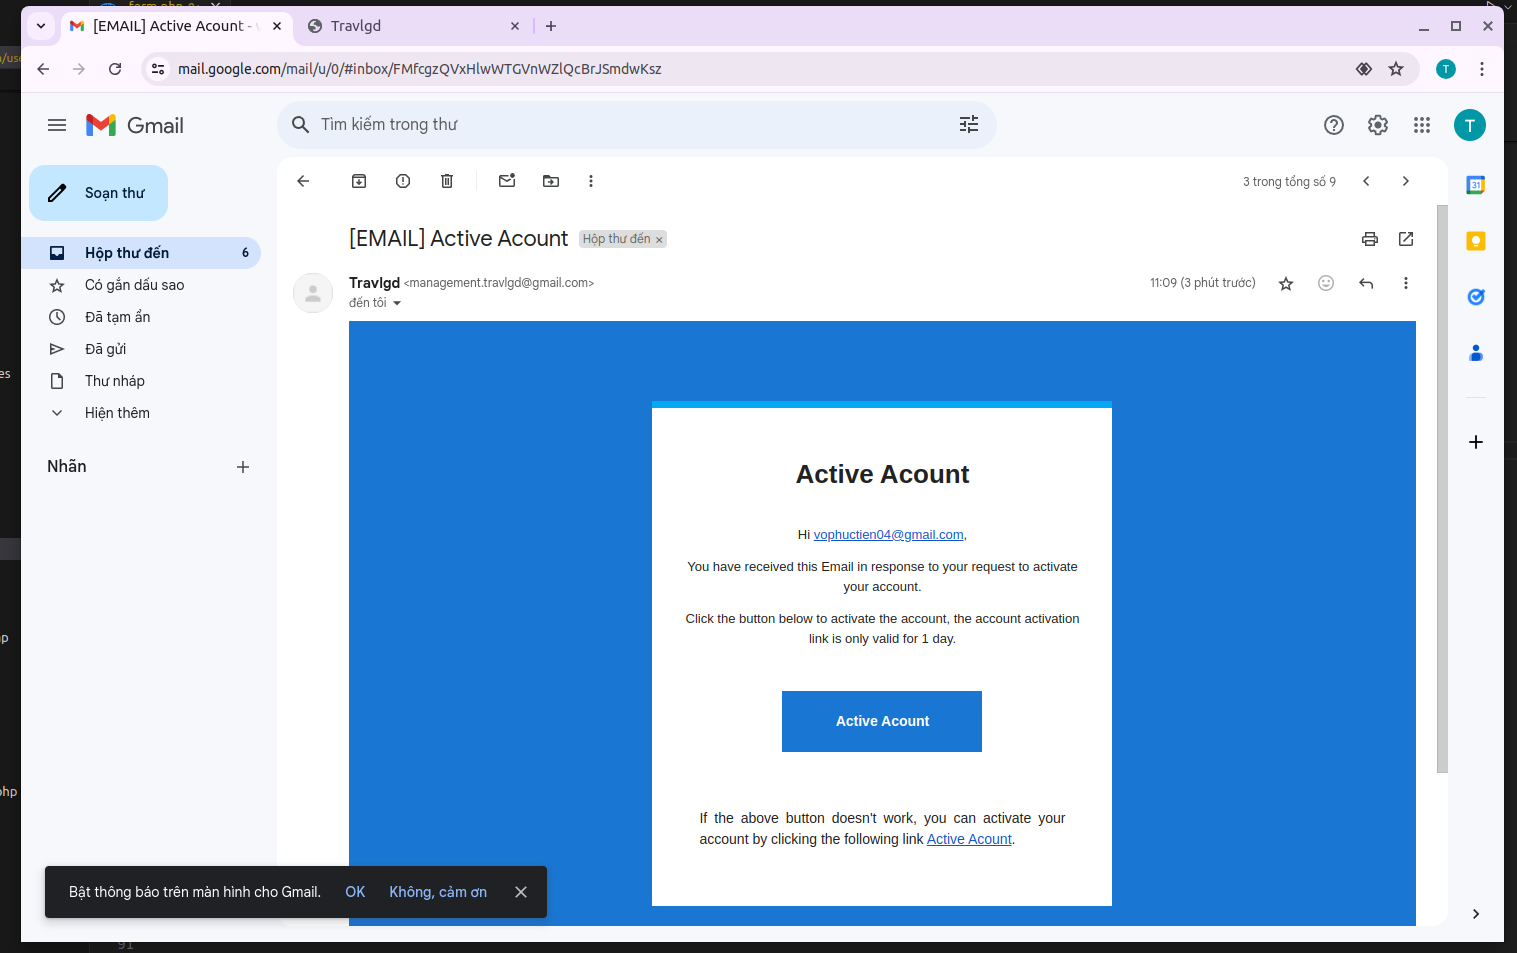 form.php
[EMAIL] Active Acount -
Travlgd
mail.google.com/mail/u/0/#inbox/FMfcgzQVxHlwWTGVnWZlQcBrJSmdwKsz
T
Gmail
Tìm kiếm trong thư
T
Soạn thư
3 trong tổng số 9
31
Hộp thư đến 6
Có gắn dấu sao
Đã tạm ẩn
Đã gửi
Thư nháp
Hiện thêm
Nhãn
[EMAIL] Active Acount Hộp thư đến ×
Travlgd <management.travlgd@gmail.com> 11:09 (3 phút trước)
đến tôi
Active Acount
Hi vophuctien04@gmail.com,
You have received this Email in response to your request to activate
your account.
Click the button below to activate the account, the account activation
link is only valid for 1 day.
Active Acount
If the above button doesn't work, you can activate your
account by clicking the following link Active Acount.
Bật thông báo trên màn hình cho Gmail. OK Không, cảm ơn
91